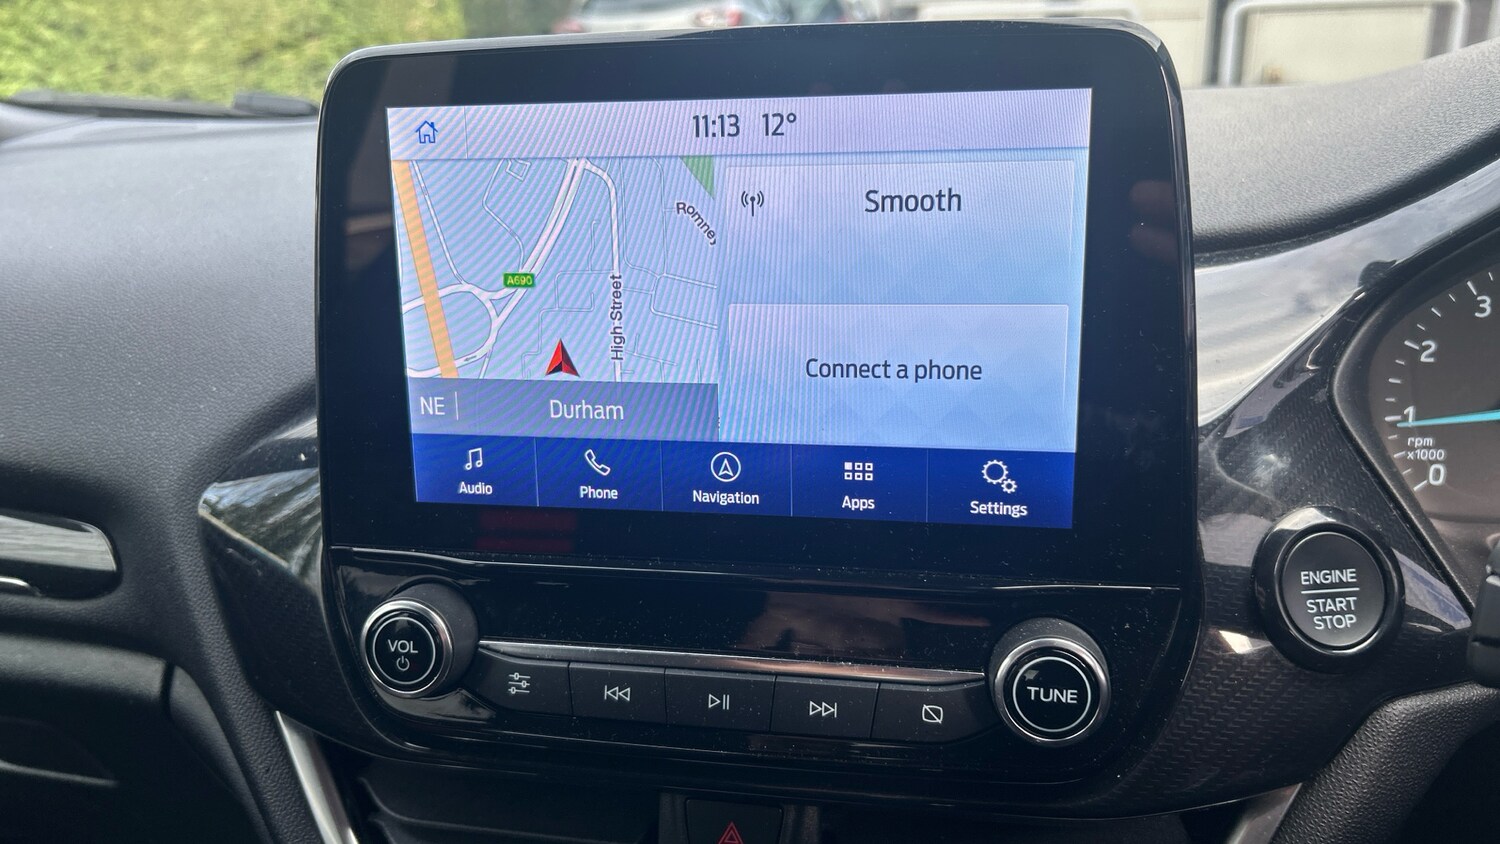 11:13 12°
Smooth
A690
High Street
Connect a phone
NE
Durham
Audio
Phone
Navigation
Apps
Settings
VOL
TUNE
ENGINE
START
STOP
3
2
1
rpm
x1000
0